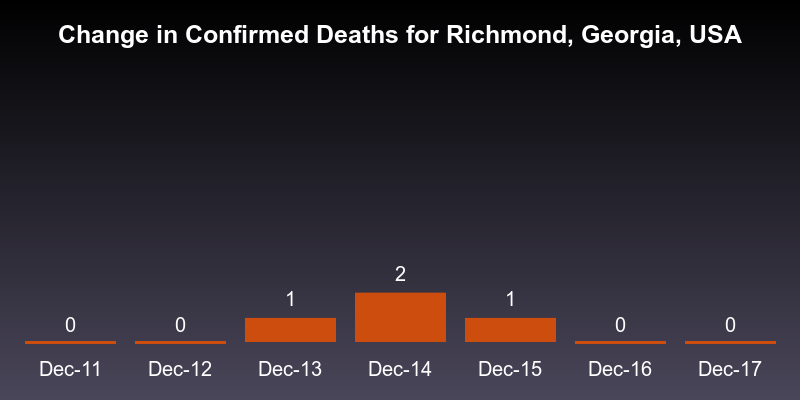 Change in Confirmed Deaths for Richmond, Georgia, USA
2
1 1
0 0 0 0
Dec-11 Dec-12 Dec-13 Dec-14 Dec-15 Dec-16 Dec-17